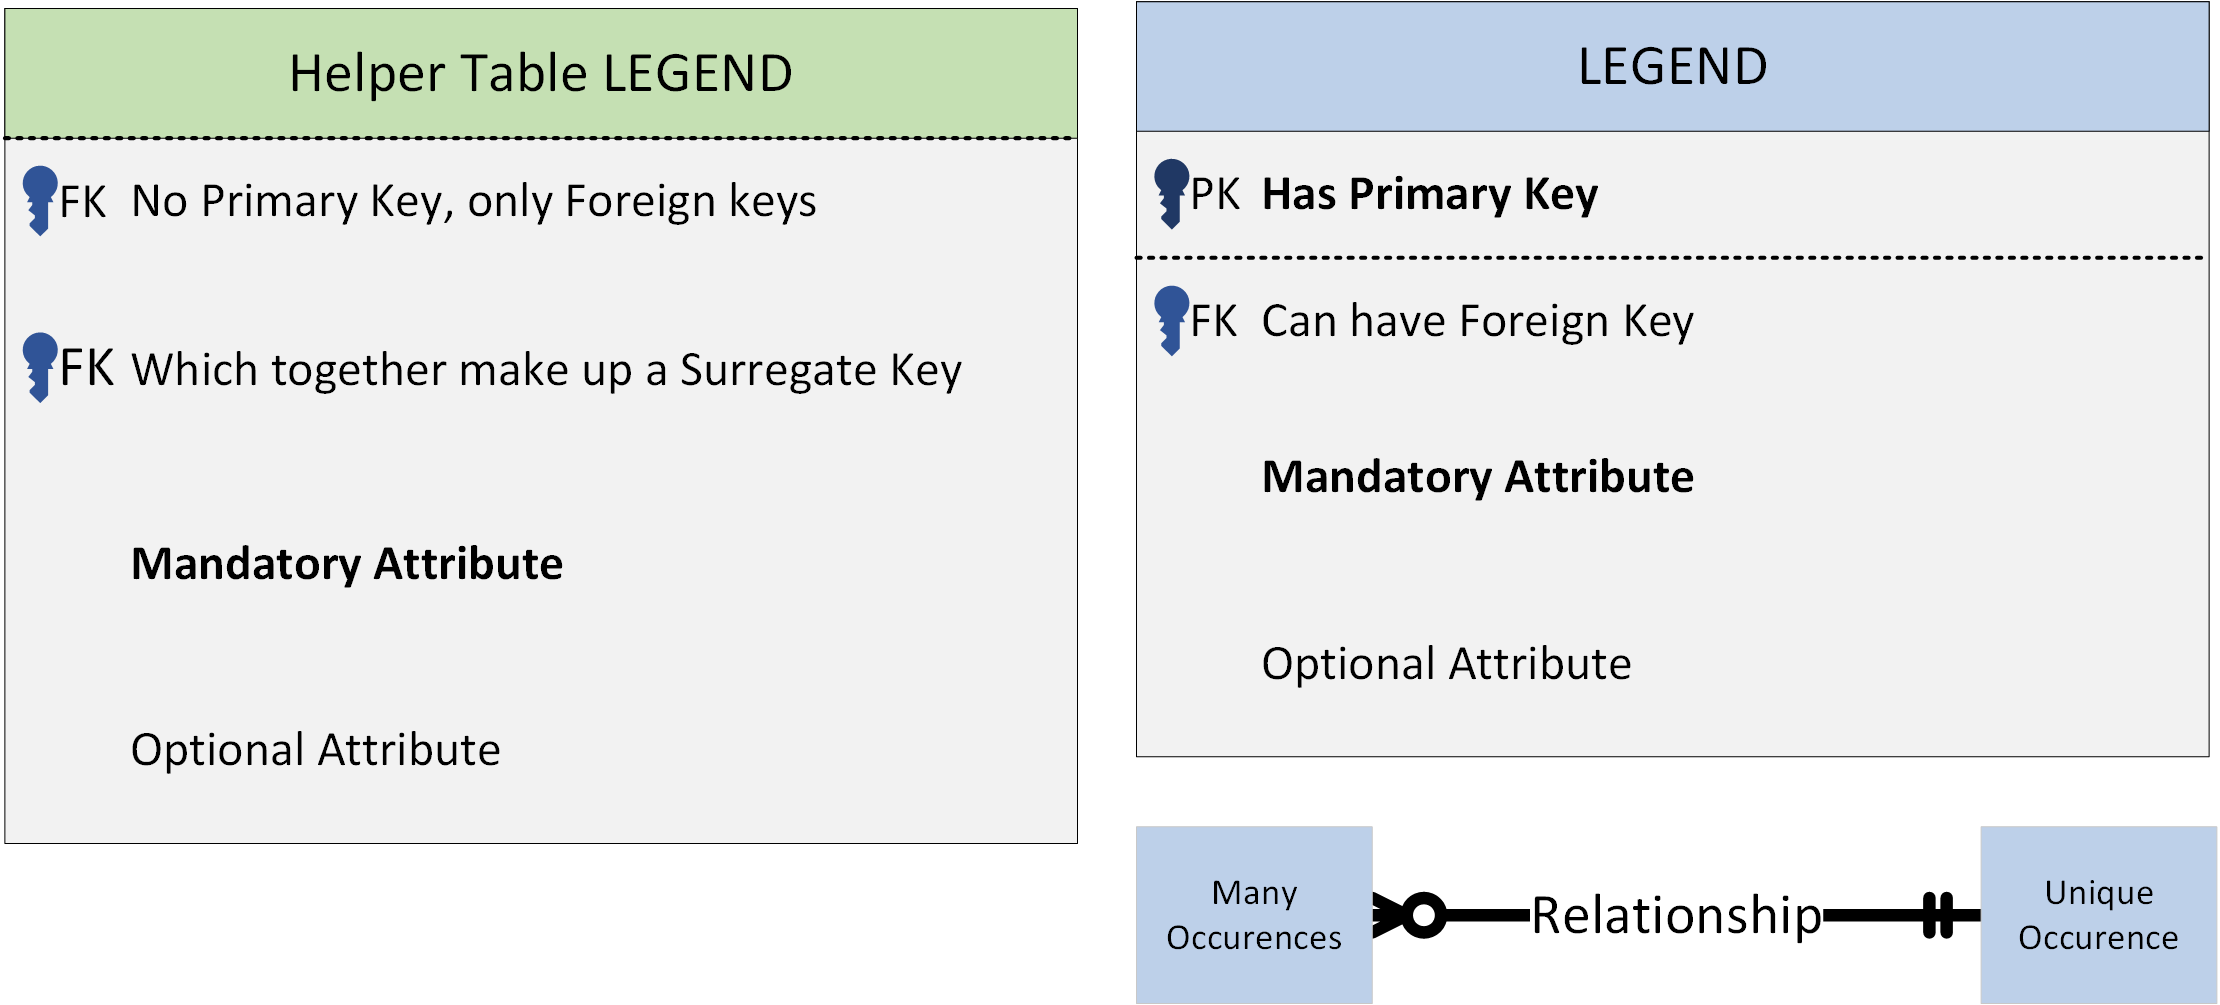 Helper Table LEGEND
FK No Primary Key, only Foreign keys
FK Which together make up a Surregate Key
Mandatory Attribute
Optional Attribute
LEGEND
PK Has Primary Key
FK Can have Foreign Key
Mandatory Attribute
Optional Attribute
Many
Occurences
Relationship
Unique
Occurence